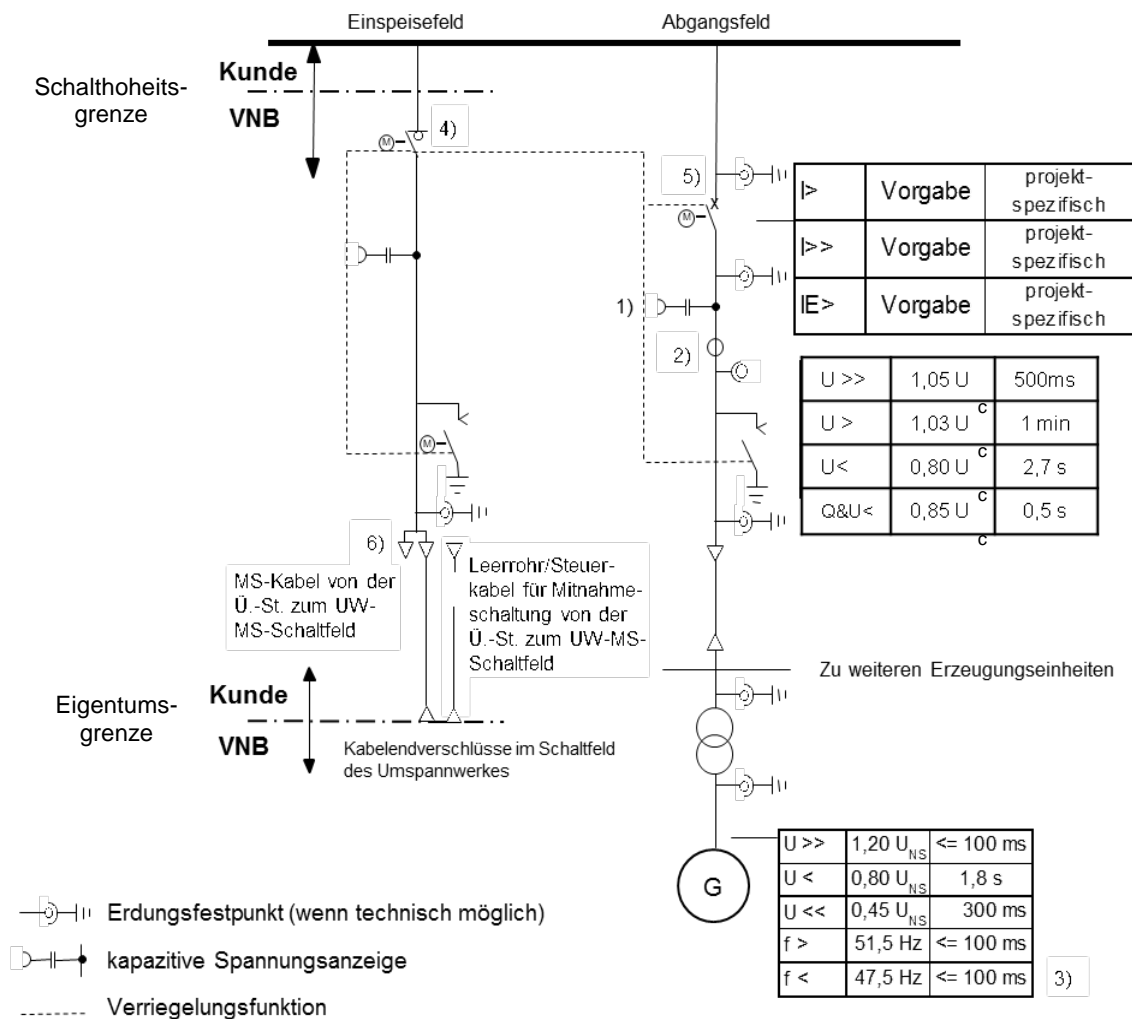 Einspeisefeld
Abgangsfeld
Schalthoheits-
grenze
Kunde
VNB
M
4)
5)
M
I> Vorgabe projekt-
spezifisch
I>> Vorgabe projekt-
spezifisch
IE> Vorgabe projekt-
spezifisch
1)
2)
U >> 1,05 U c 500ms
U > 1,03 U c 1 min
U< 0,80 U c 2,7 s
Q&U< 0,85 U c 0,5 s
M
6)
MS-Kabel von der
Ü.-St. zum UW-
MS-Schaltfeld
Leerrohr/Steuer-
kabel für Mitnahme-
schaltung von der
Ü.-St. zum UW-MS-
Schaltfeld
Zu weiteren Erzeugungseinheiten
Eigentums-
grenze
Kunde
VNB
Kabelendverschlüsse im Schaltfeld
des Umspannwerkes
G
U >> 1,20 U NS <= 100 ms
U < 0,80 U NS 1,8 s
U << 0,45 U NS 300 ms
f > 51,5 Hz <= 100 ms
f < 47,5 Hz <= 100 ms
3)
Erdungsfestpunkt (wenn technisch möglich)
kapazitive Spannungsanzeige
Verriegelungsfunktion